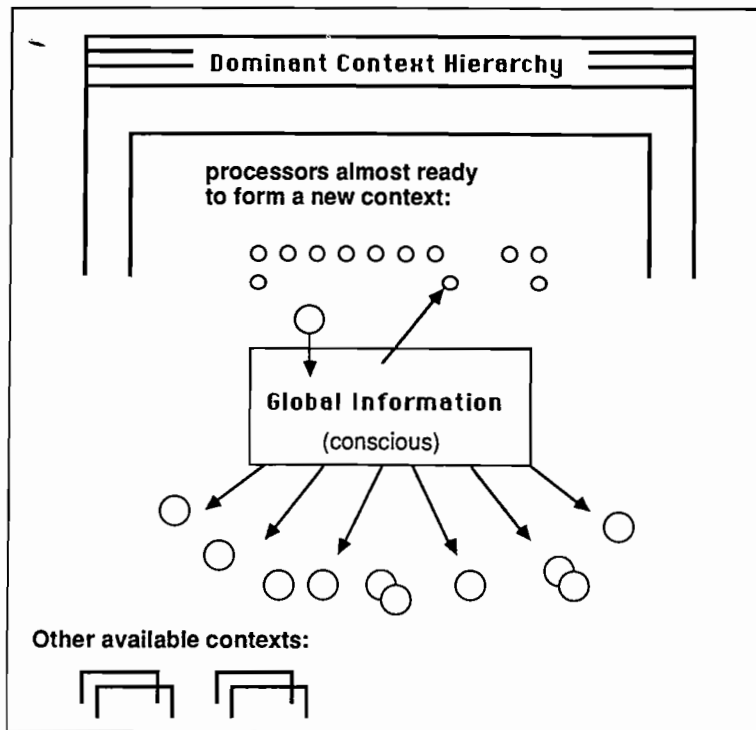 Dominant Context Hierarchy
processors almost ready
to form a new context:
Global Information
(conscious)
Other available contexts: